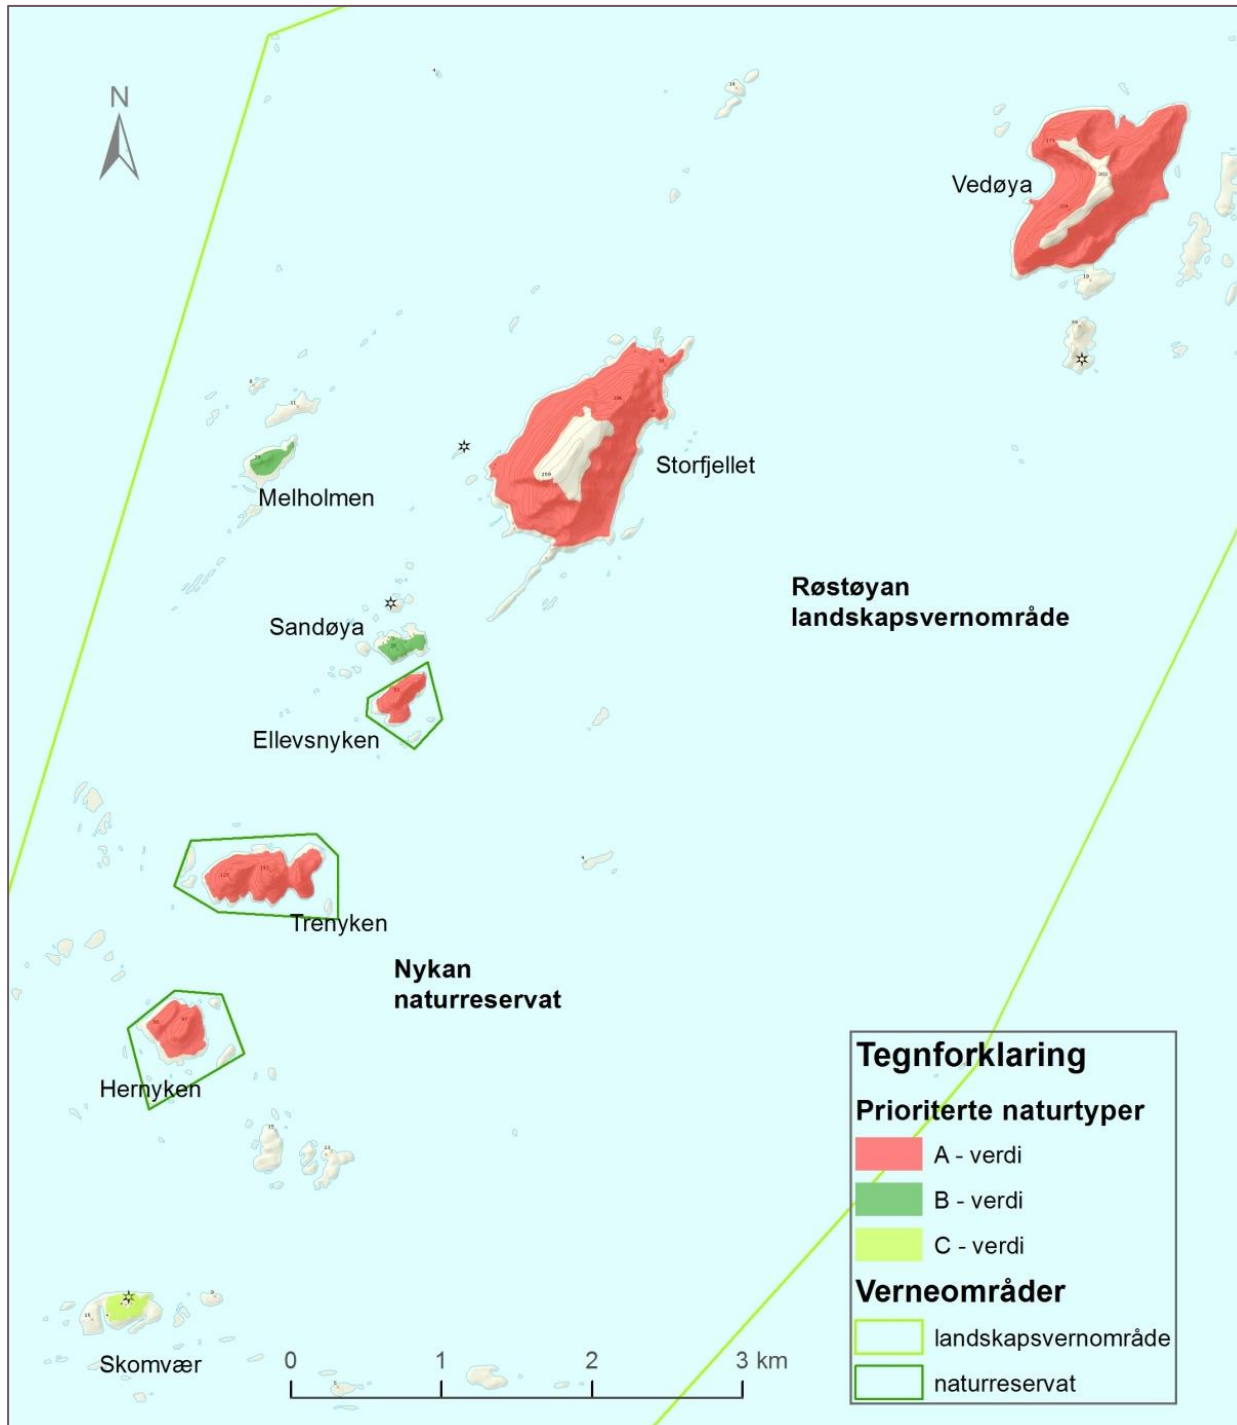 N
Vedøya
Storfjellet
Melholmen
Røstøyan
landskapsvernområde
Sandøya
Ellevsnyken
Trenyken
Nykan
naturreservat
Hernyken
Skomvær
0 1 2 3 km
Tegnforklaring
Prioriterte naturtyper
A - verdi
B - verdi
C - verdi
Verneområder
landskapsvernområde
naturreservat